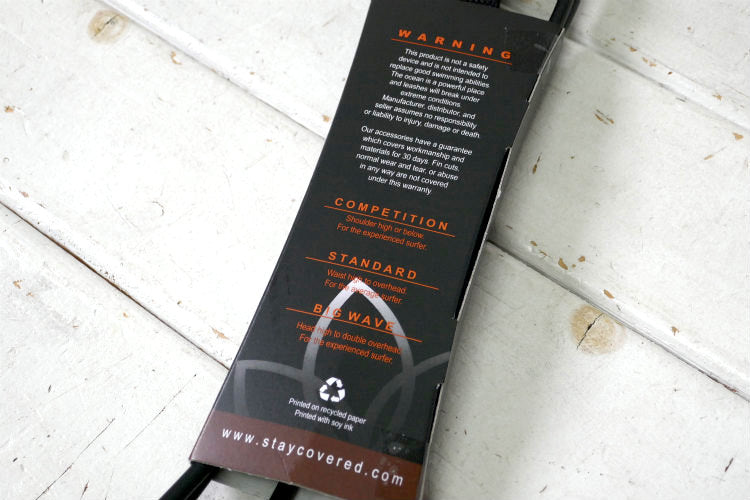 WARNING
This product is not a safety
device and is not intended to
replace good swimming abilities.
The ocean is a powerful place
and leashes will break under
extreme conditions.
Manufacturer, distributor, and
seller assumes no responsibility
or liability to injury, damage or death.
Our accessories have a guarantee
which covers workmanship and
materials for 30 days. Fin cuts,
normal wear and tear, or abuse
in any way are not covered
under this warranty
COMPETITION
Shoulder high or below.
For the experienced surfer.
STANDARD
Waist high to overhead.
For the average surfer.
BIG WAVE
Head high to double overhead.
For the experienced surfer.
Printed on recycled paper
Printed with soy ink
www.staycovered.com